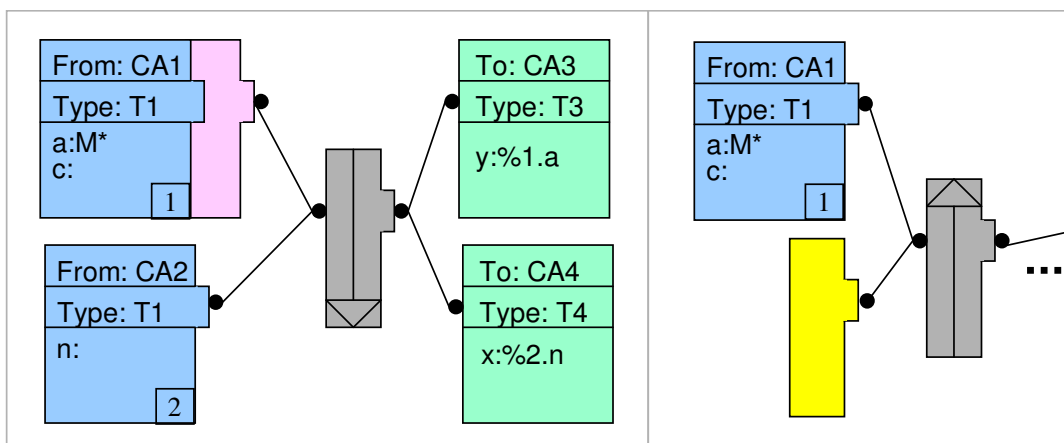 From: CA1
Type: T1
a:M*
c:
1
From: CA2
Type: T1
n:
2
To: CA3
Type: T3
y:%1.a
To: CA4
Type: T4
x:%2.n
From: CA1
Type: T1
a:M*
c:
1
....